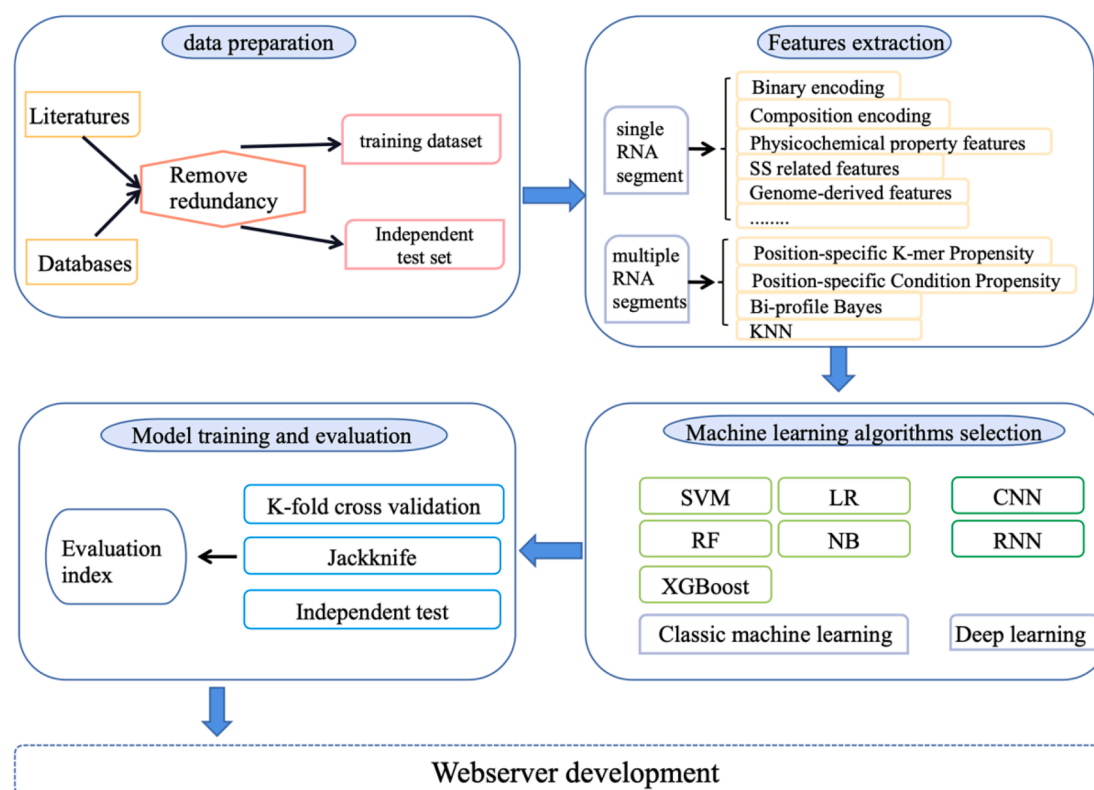 data preparation
Literatures
Databases
Remove
redundancy
training dataset
Independent
test set
Features extraction
single
RNA
segment
Binary encoding
Composition encoding
Physicochemical property features
SS related features
Genome-derived features
........
multiple
RNA
segments
Position-specific K-mer Propensity
Position-specific Condition Propensity
Bi-profile Bayes
KNN
Machine learning algorithms selection
SVM
LR
RF
NB
XGBoost
Classic machine learning
CNN
RNN
Deep learning
Model training and evaluation
K-fold cross validation
Jackknife
Independent test
Evaluation
index
Webserver development